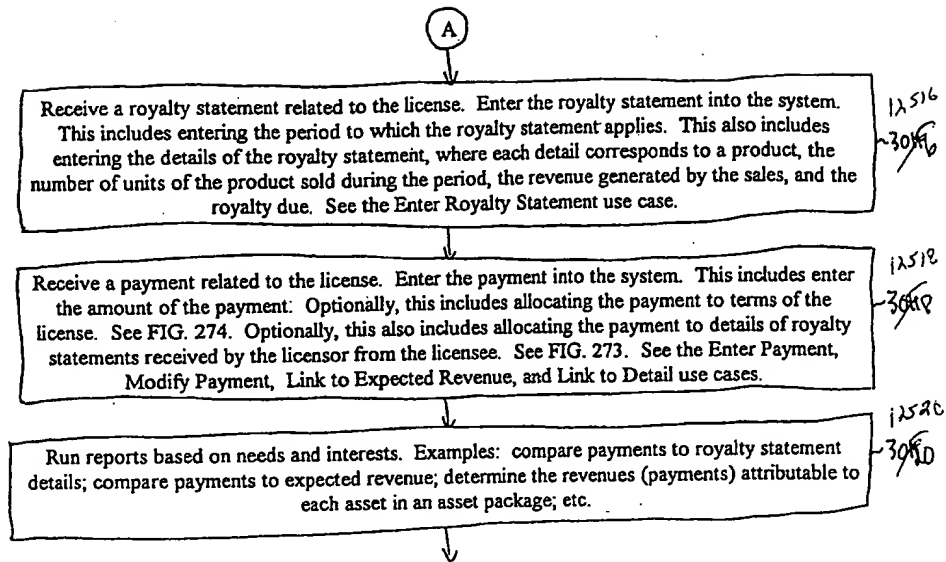 A
Receive a royalty statement related to the license. Enter the royalty statement into the system.
This includes entering the period to which the royalty statement applies. This also includes
entering the details of the royalty statement, where each detail corresponds to a product, the
number of units of the product sold during the period, the revenue generated by the sales, and the
royalty due. See the Enter Royalty Statement use case.
12516
Receive a payment related to the license. Enter the payment into the system. This includes enter
the amount of the payment. Optionally, this includes allocating the payment to terms of the
license. See FIG. 274. Optionally, this also includes allocating the payment to details of royalty
statements received by the licensor from the licensee. See FIG. 273. See the Enter Payment,
Modify Payment, Link to Expected Revenue, and Link to Detail use cases.
12518
Run reports based on needs and interests. Examples: compare payments to royalty statement
details; compare payments to expected revenue; determine the revenues (payments) attributable to
each asset in an asset package; etc.
12520